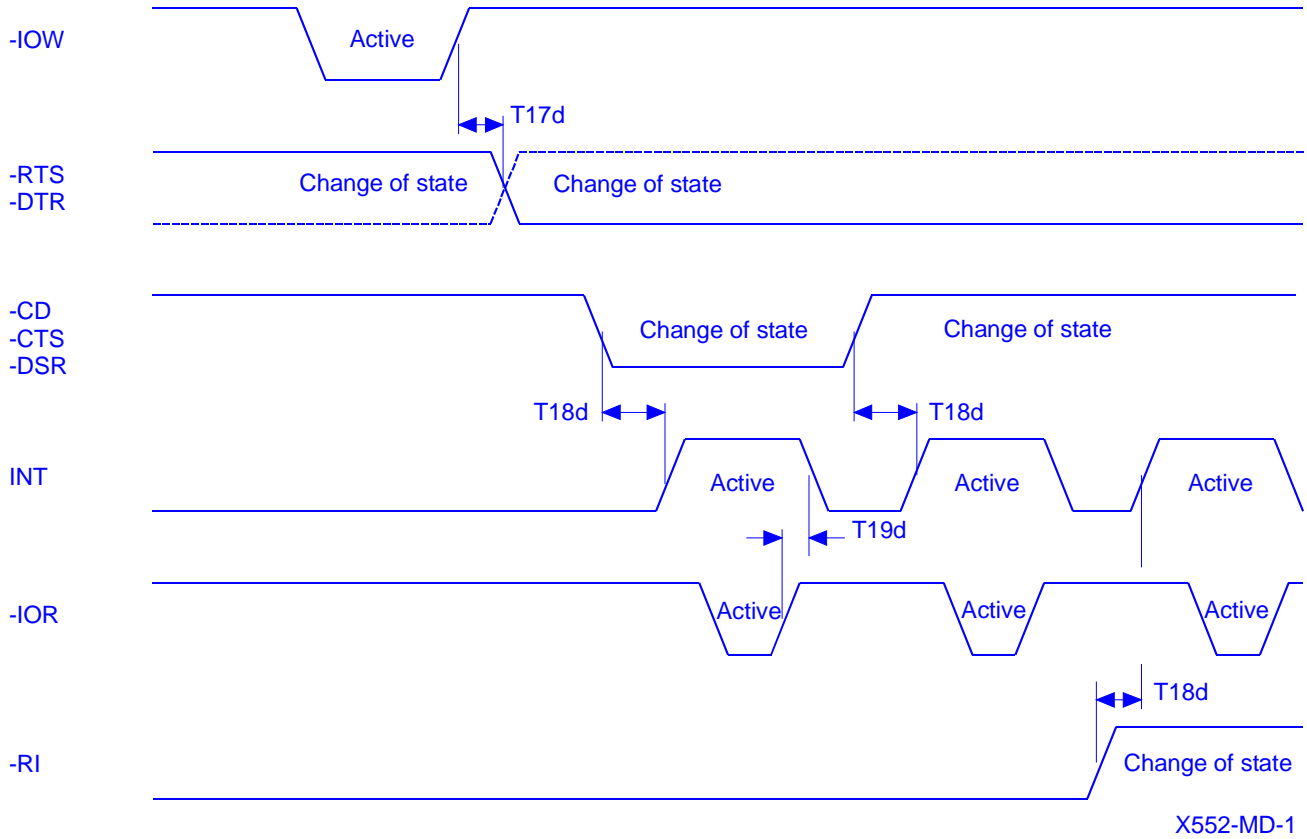 -IOW
Active
T17d
-RTS
-DTR
Change of state
Change of state
-CD
-CTS
-DSR
Change of state
Change of state
T18d
T18d
INT
Active
Active
Active
T19d
-IOR
Active
Active
Active
T18d
-RI
Change of state
X552-MD-1